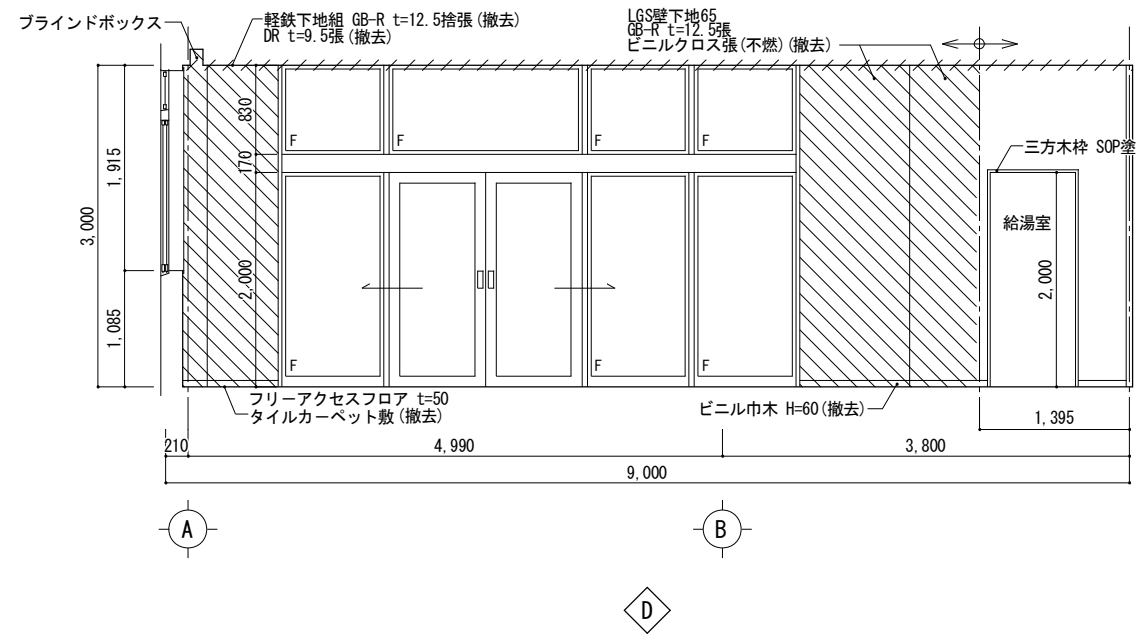 ブラインドボックス
軽鉄下地組 GB-R t=12.5捨張(撤去)
DR t=9.5張(撤去)
LGS壁下地65
GB-R t=12.5張
ビニルクロス張(不燃)(撤去)
830
170
2,000
1,915
1,085
3,000
F
F
F
F
F
F
F
三方木枠 SOP塗
給湯室
2,000
フリーアクセスフロア t=50
タイルカーペット敷(撤去)
ビニル巾木 H=60(撤去)
1,395
210
4,990
3,800
9,000
A
B
D